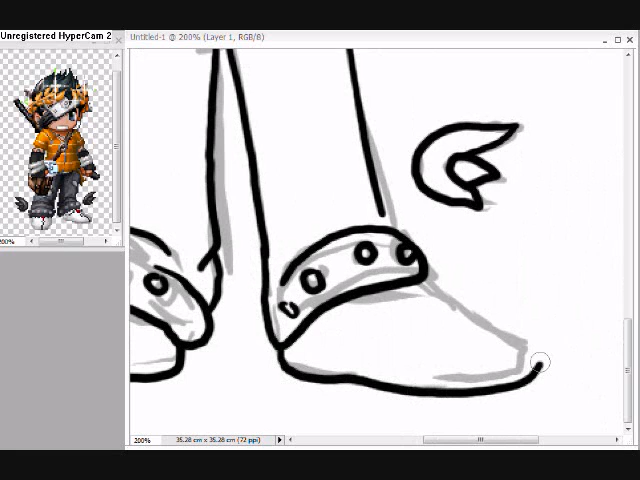 Unregistered HyperCam 2
Untitled-1 @ 200% (Layer 1, RGB/8)
200%
200%
35.28 cm x 35.28 cm (72 ppi)